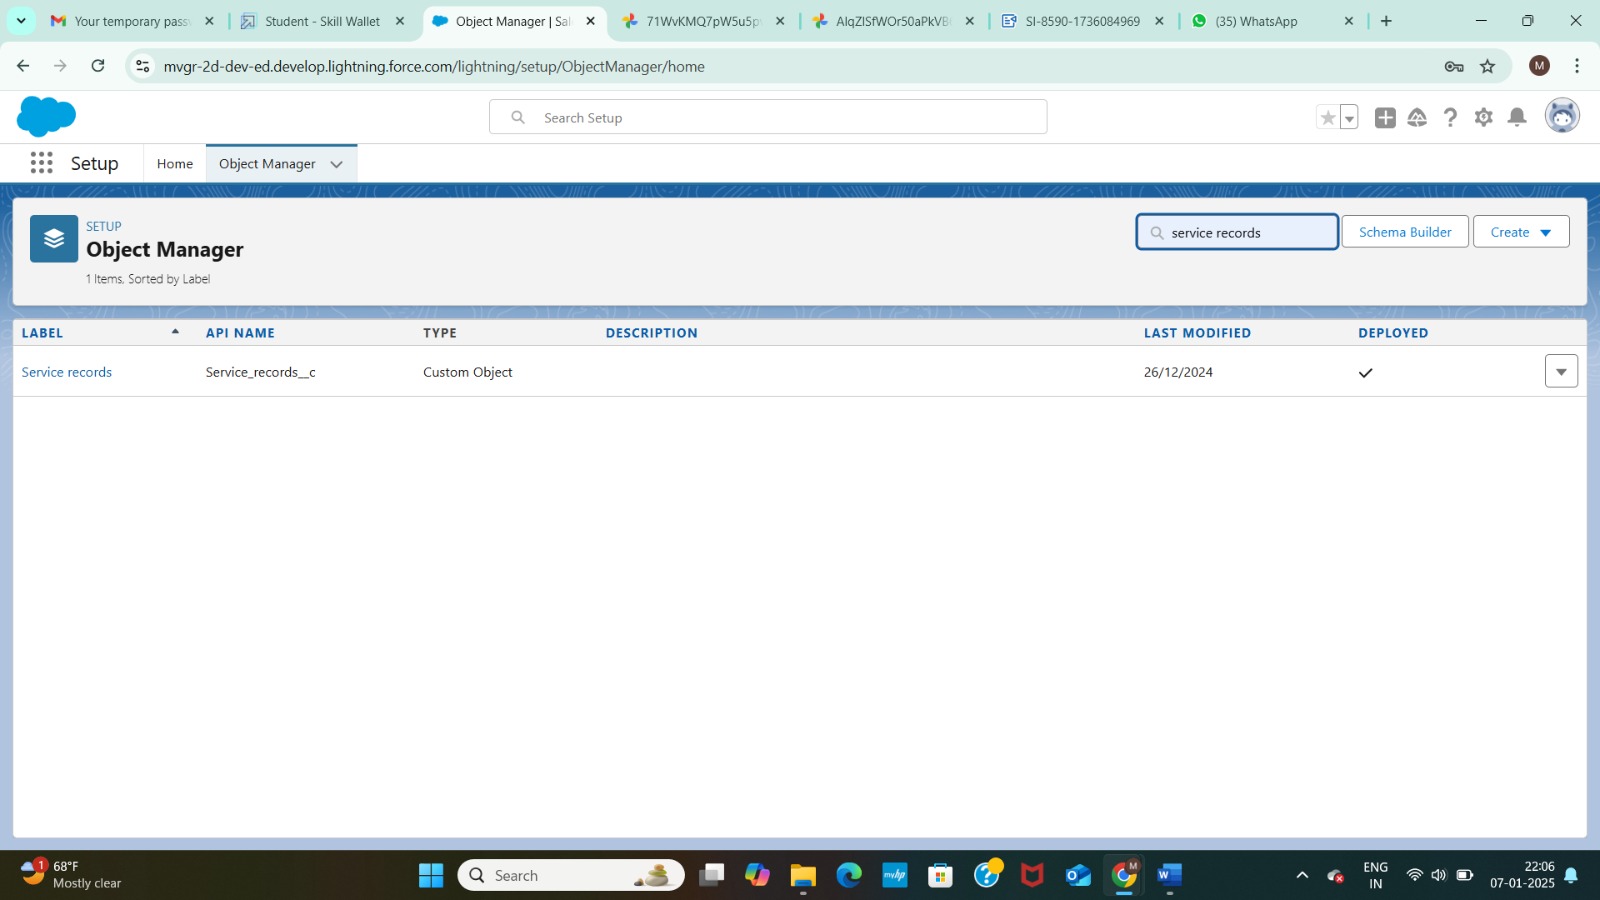 Your temporary pass
Student - Skill Wallet
Object Manager | Sal
71WvKMQ7pW5u5p
AIqZISfWOr50aPkVB
SI-8590-1736084969
(35) WhatsApp
mvgr-2d-dev-ed.develop.lightning.force.com/lightning/setup/ObjectManager/home
M
Search Setup
Setup
Home
Object Manager
SETUP
Object Manager
1 Items, Sorted by Label
service records
Schema Builder
Create
LABEL
API NAME
TYPE
DESCRIPTION
LAST MODIFIED
DEPLOYED
Service records
Service_records__c
Custom Object
26/12/2024
1
68°F
Mostly clear
Search
myhp
M
ENG
IN
22:06
07-01-2025